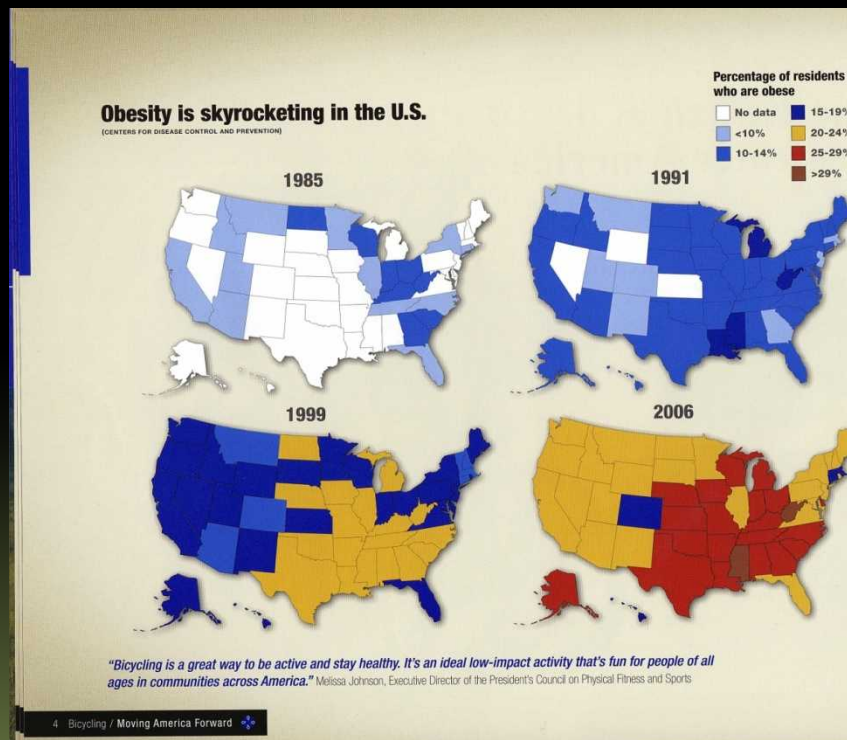 Obesity is skyrocketing in the U.S.
(CENTERS FOR DISEASE CONTROL AND PREVENTION)
Percentage of residents
who are obese
No data
<10%
10-14%
15-19%
20-24%
25-29%
>29%
1985
1991
1999
2006
"Bicycling is a great way to be active and stay healthy. It's an ideal low-impact activity that's fun for people of all
ages in communities across America." Melissa Johnson, Executive Director of the President's Council on Physical Fitness and Sports
4 Bicycling / Moving America Forward